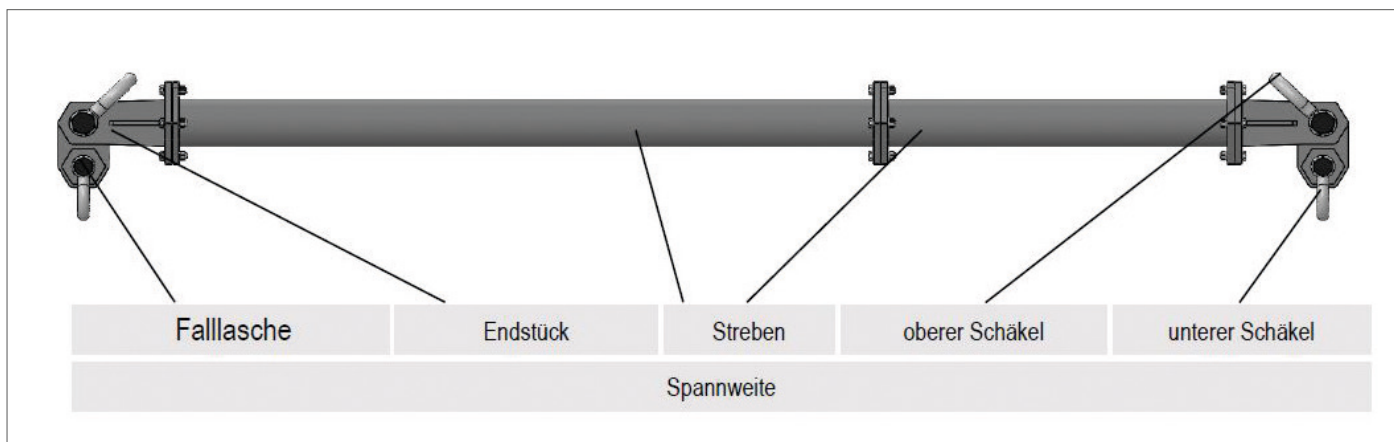 Falllasche
Endstück
Streben
oberer Schäkel
unterer Schäkel
Spannweite